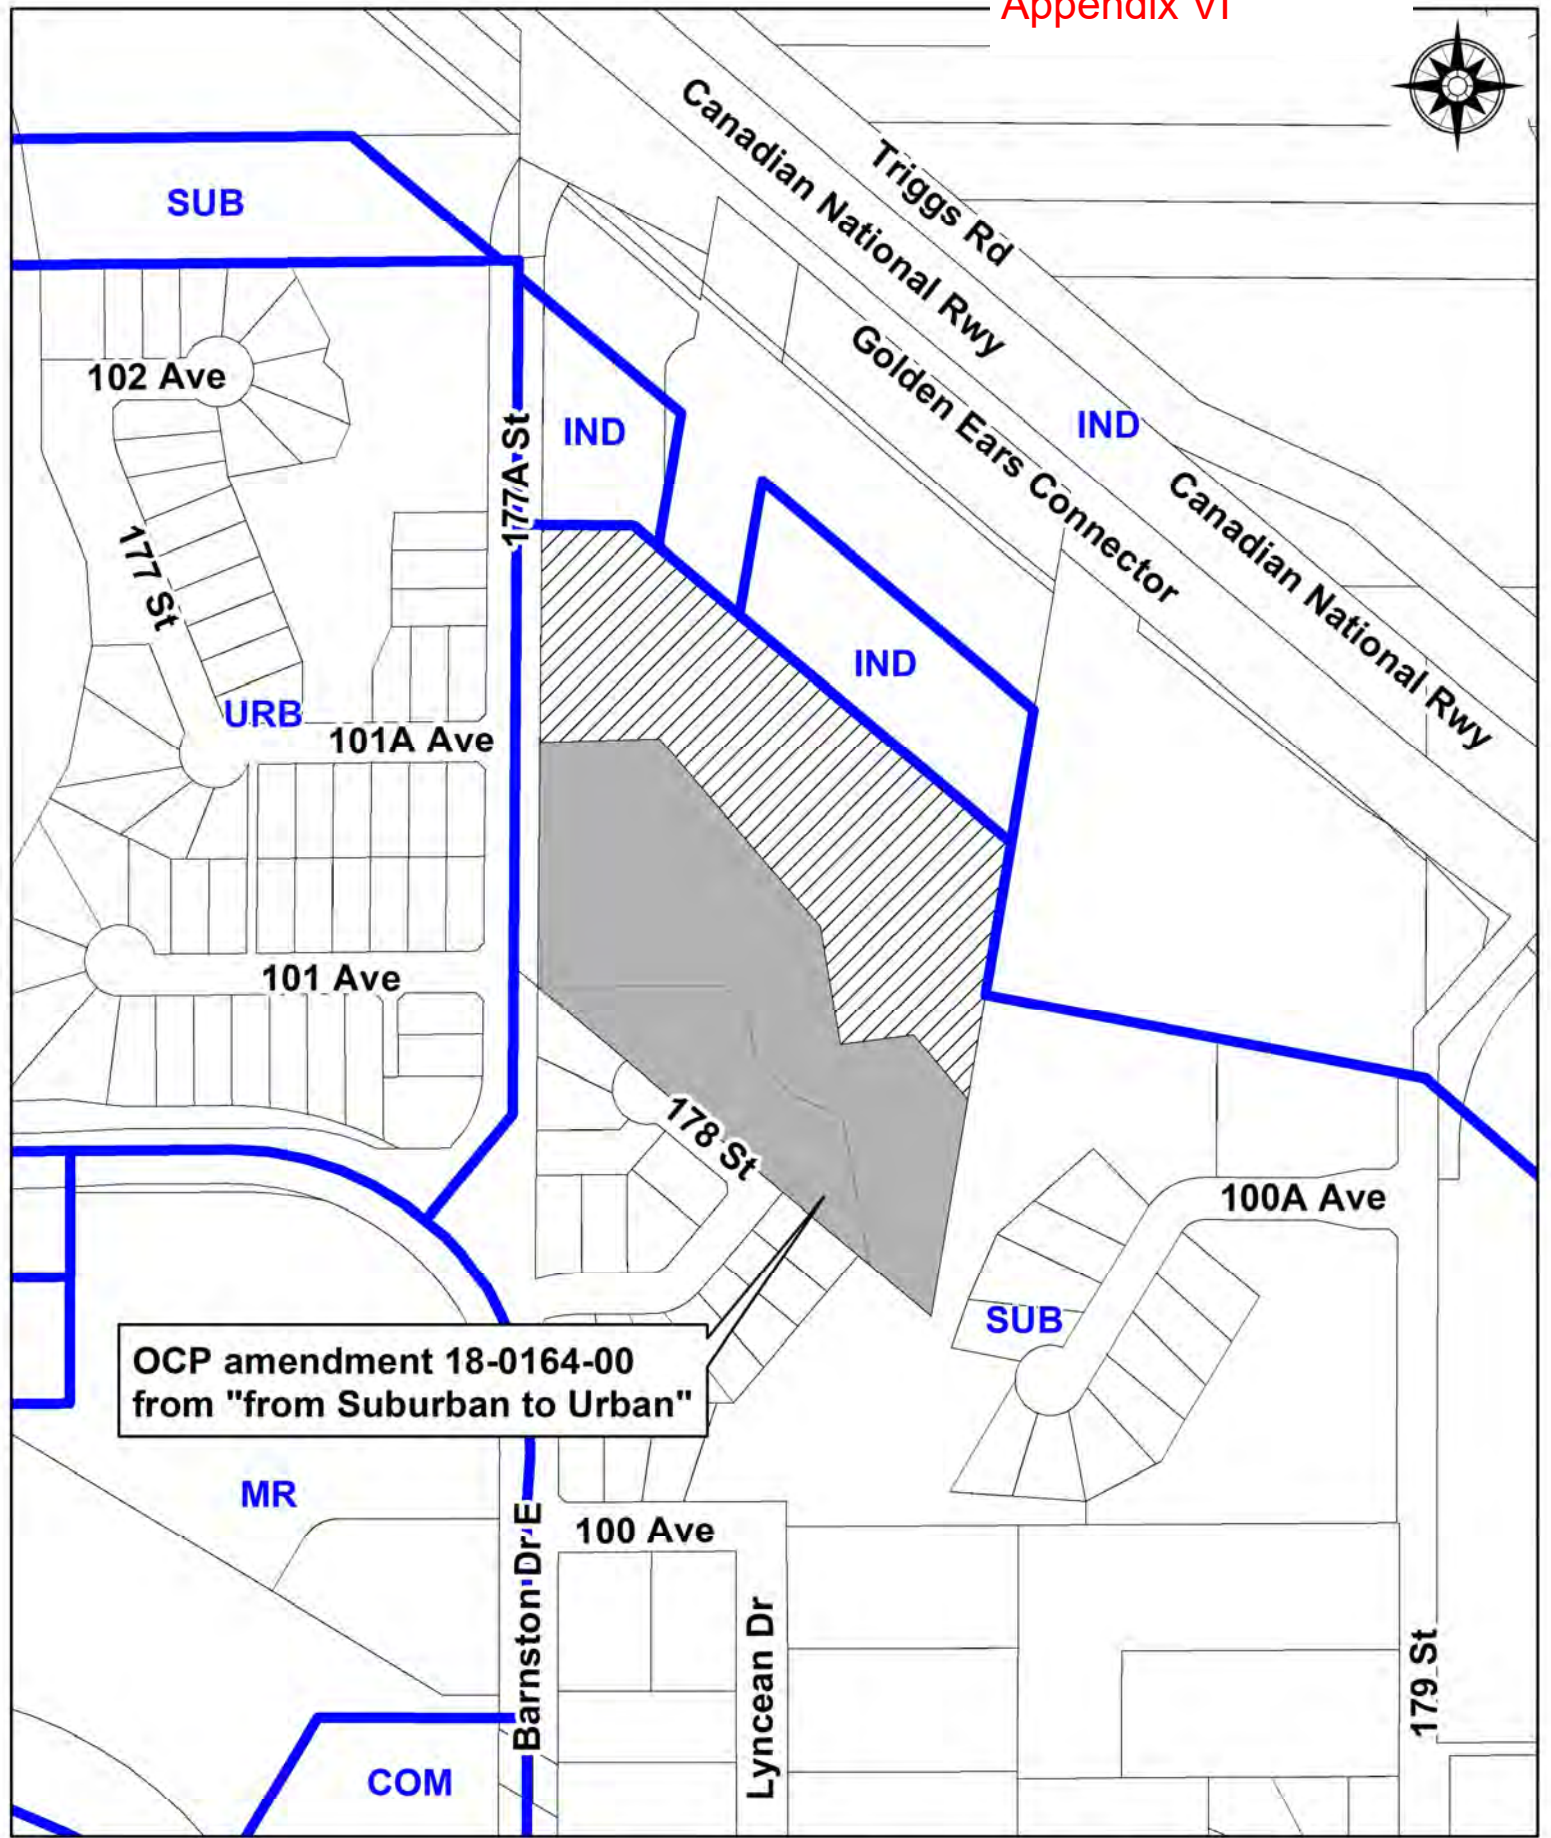 Appendix VI
Canadian National Rwy
Triggs Rd
SUB
Golden Ears Connector
102 Ave
IND
IND
177A St
Canadian National Rwy
177 St
IND
URB
101A Ave
101 Ave
178 St
100A Ave
SUB
OCP amendment 18-0164-00
from "from Suburban to Urban"
MR
100 Ave
Barnston Dr E
Lyncean Dr
179 St
COM